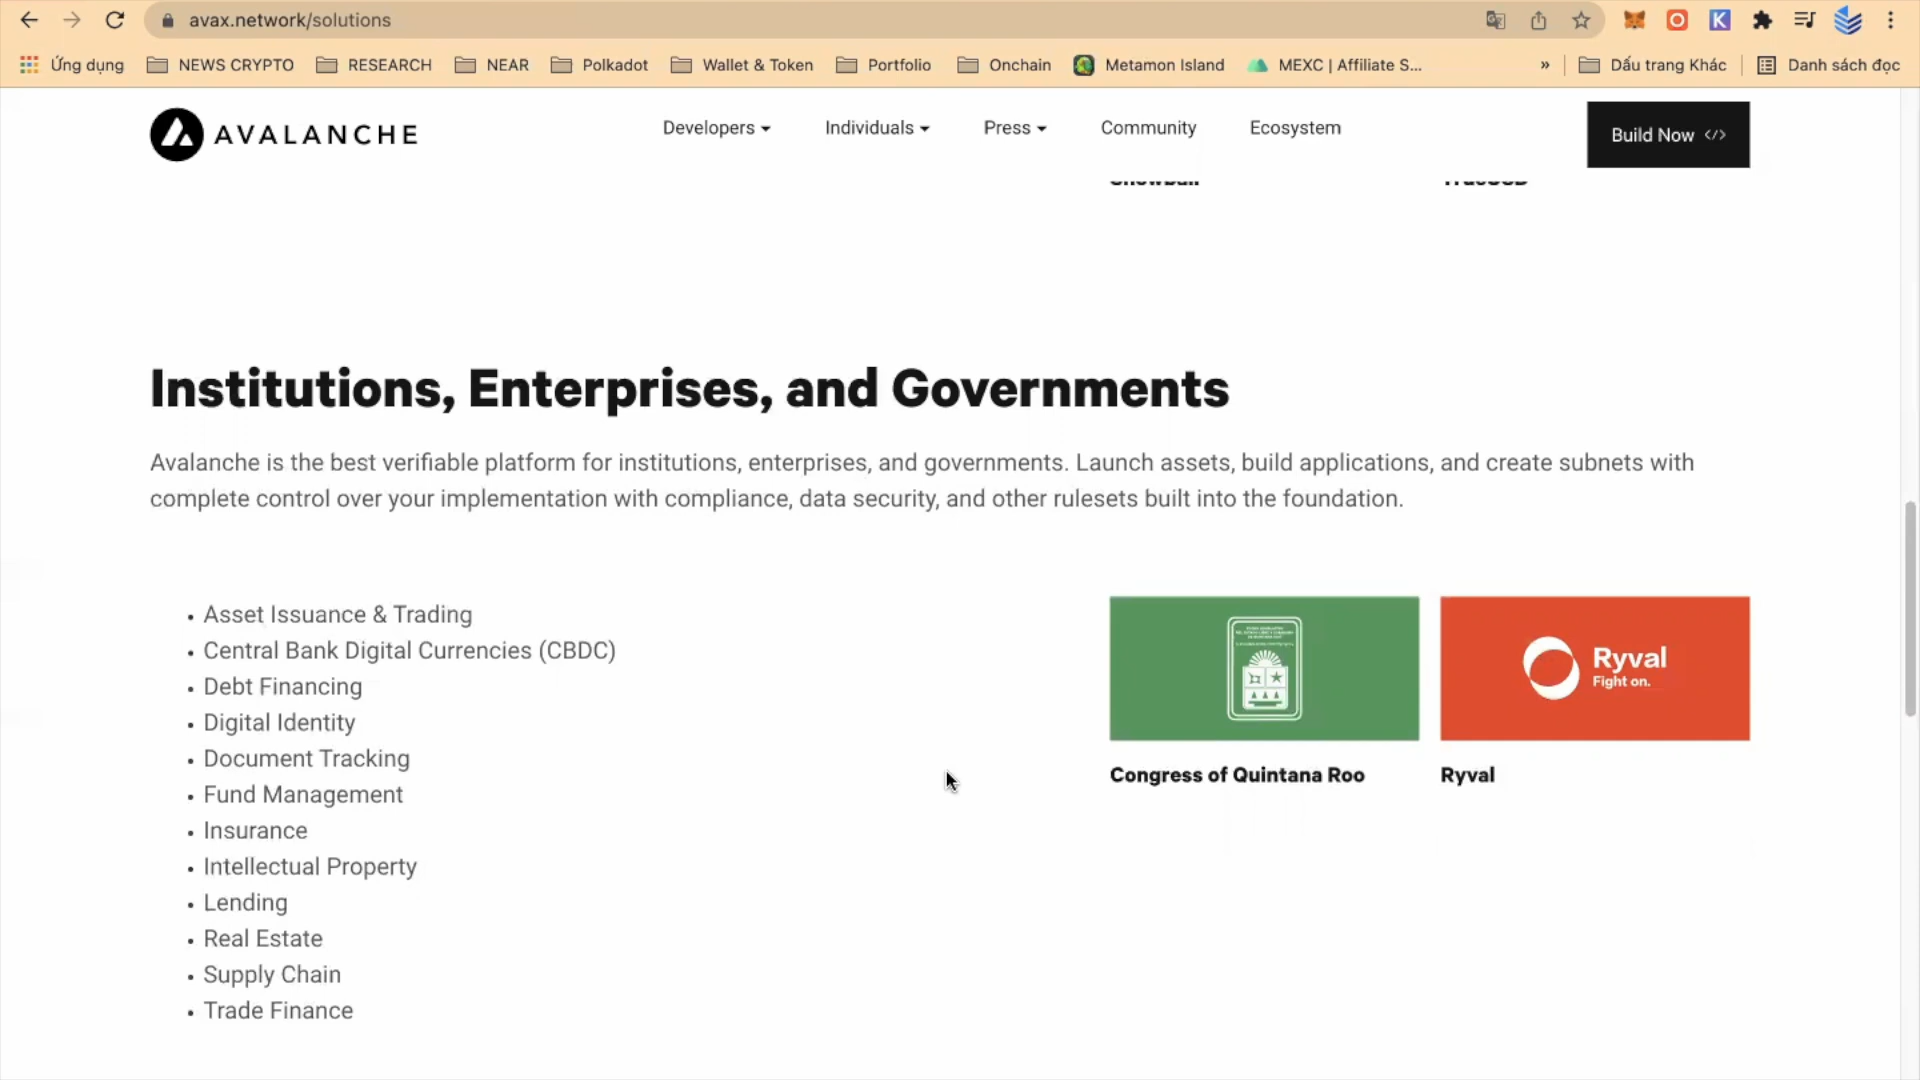 avax.network/solutions
Ứng dụng NEWS CRYPTO RESEARCH NEAR Polkadot Wallet & Token Portfolio Onchain Metamon Island MEXC | Affiliate S... » Dấu trang Khác Danh sách đọc
AVALANCHE Developers Individuals Press Community Ecosystem Build Now </>
Snowball TrueUSD
Institutions, Enterprises, and Governments
Avalanche is the best verifiable platform for institutions, enterprises, and governments. Launch assets, build applications, and create subnets with
complete control over your implementation with compliance, data security, and other rulesets built into the foundation.
• Asset Issuance & Trading
• Central Bank Digital Currencies (CBDC)
• Debt Financing
• Digital Identity
• Document Tracking
• Fund Management
• Insurance
• Intellectual Property
• Lending
• Real Estate
• Supply Chain
• Trade Finance
Ryval
Fight on.
Congress of Quintana Roo
Ryval